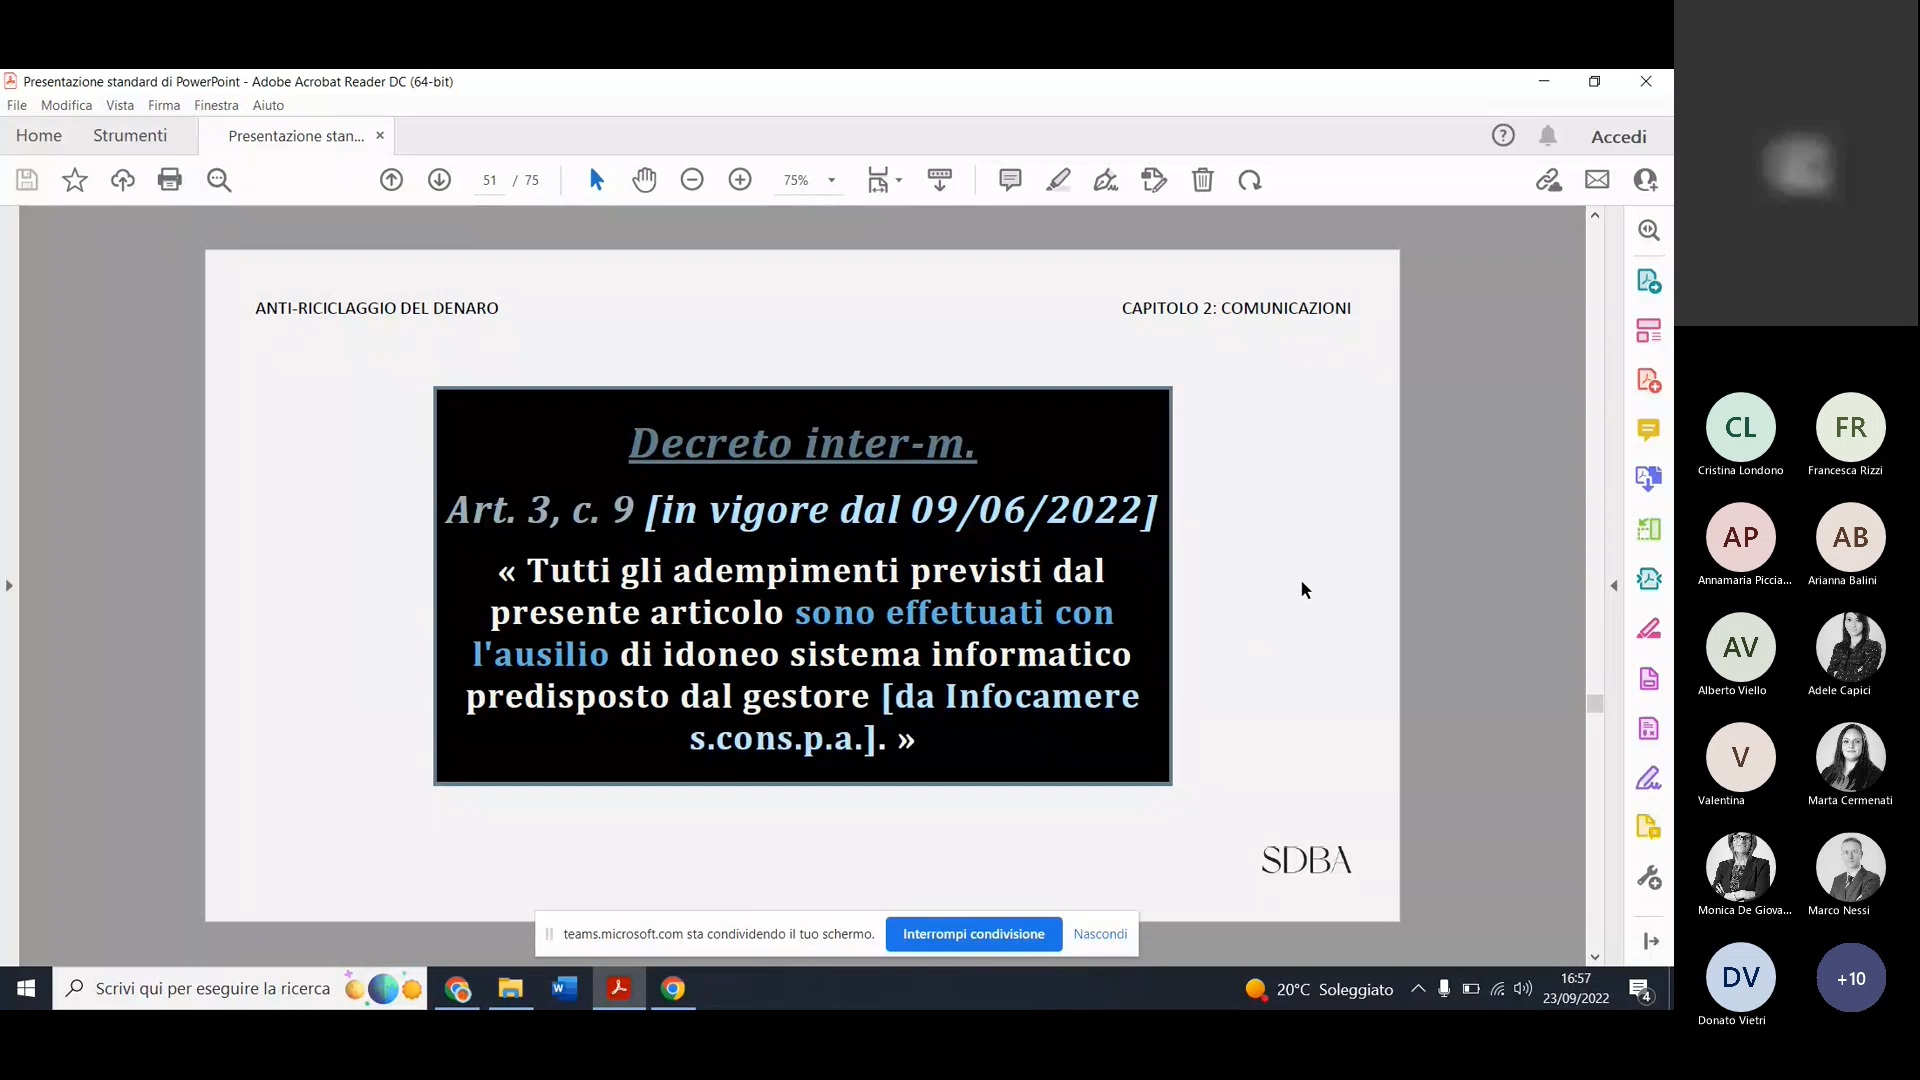 Presentazione standard di PowerPoint - Adobe Acrobat Reader DC (64-bit)
File Modifica Vista Firma Finestra Aiuto
Home Strumenti Presentazione stan... × Accedi
51 / 75 75%
ANTI-RICICLAGGIO DEL DENARO
CAPITOLO 2: COMUNICAZIONI
Decreto inter-m.
Art. 3, c. 9 [in vigore dal 09/06/2022]
« Tutti gli adempimenti previsti dal
presente articolo sono effettuati con
l'ausilio di idoneo sistema informatico
predisposto dal gestore [da Infocamere
s.cons.p.a.]. »
SDBA
teams.microsoft.com sta condividendo il tuo schermo. Interrompi condivisione Nascondi
Scrivi qui per eseguire la ricerca
20°C Soleggiato
16:57
23/09/2022
4
CL FR
Cristina Londono Francesca Rizzi
AP AB
Annamaria Piccia... Arianna Balini
AV
Alberto Viello Adele Capici
V
Valentina Marta Cermenati
Monica De Giova... Marco Nessi
DV +10
Donato Vietri